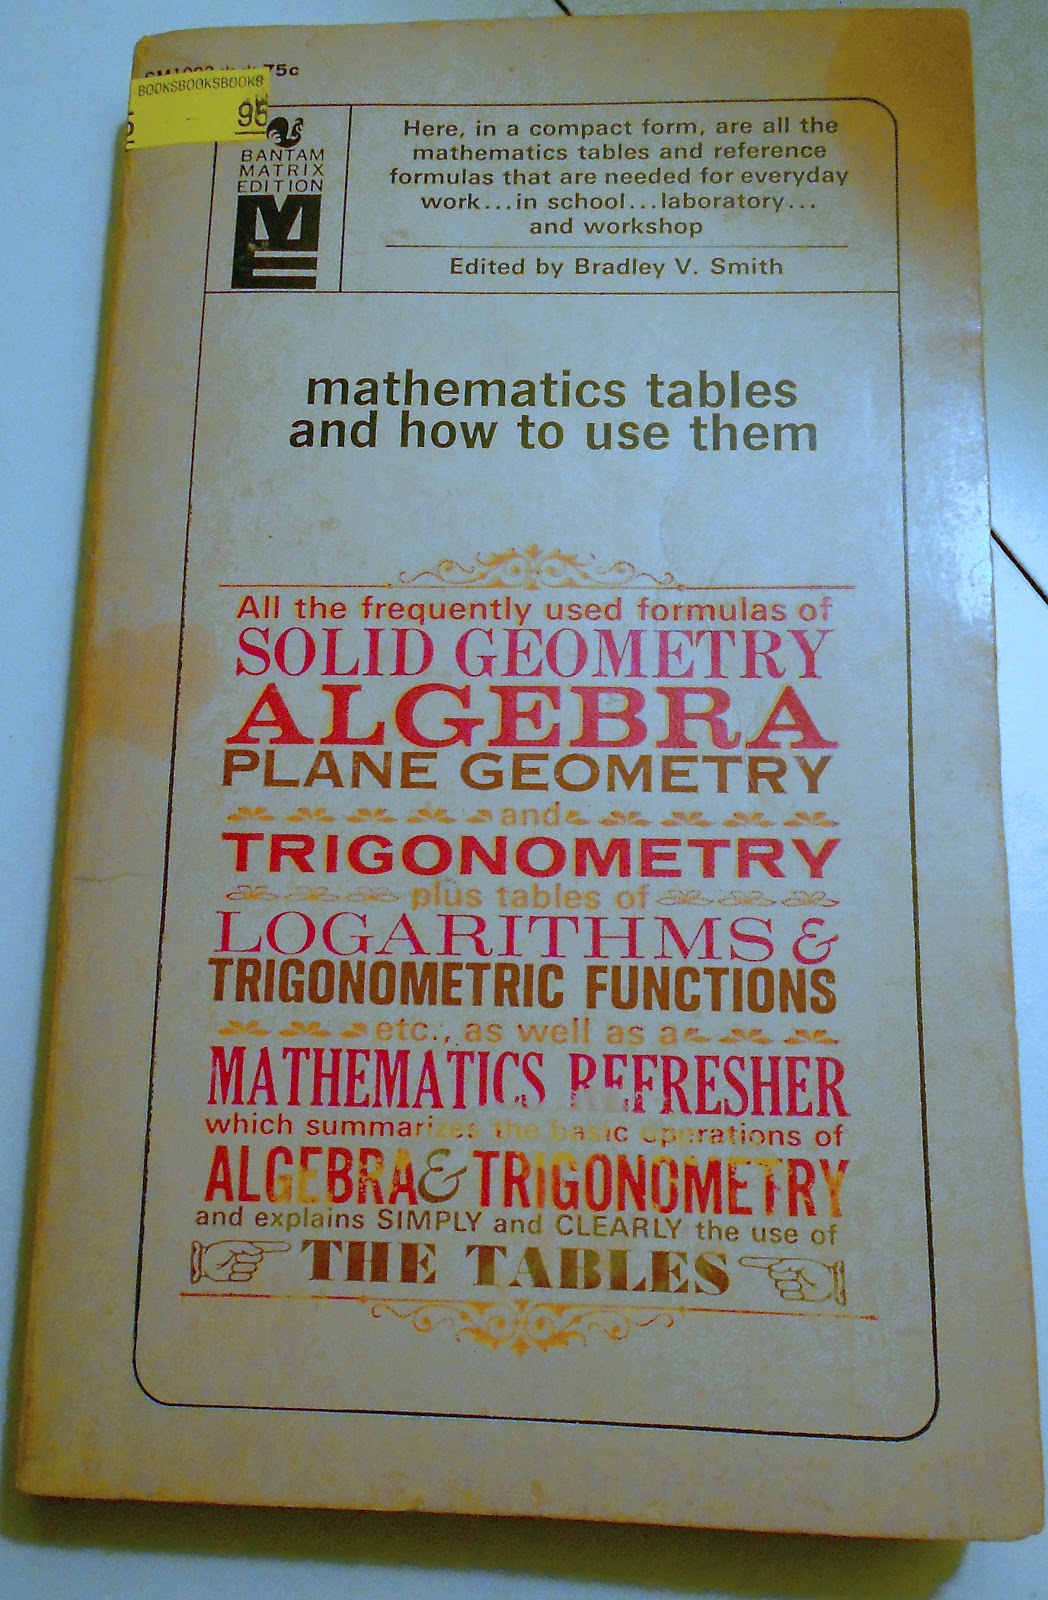 75c
BOOKSBOOKSBOOKS
95
BANTAM
MATRIX
EDITION
Here, in a compact form, are all the
mathematics tables and reference
formulas that are needed for everyday
work...in school...laboratory...
and workshop
Edited by Bradley V. Smith
mathematics tables
and how to use them
All the frequently used formulas of
SOLID GEOMETRY
ALGEBRA
PLANE GEOMETRY
and
TRIGONOMETRY
plus tables of
LOGARITHMS &
TRIGONOMETRIC FUNCTIONS
etc., as well as a
MATHEMATICS REFRESHER
which summarizes the basic operations of
ALGEBRA & TRIGONOMETRY
and explains SIMPLY and CLEARLY the use of
THE TABLES